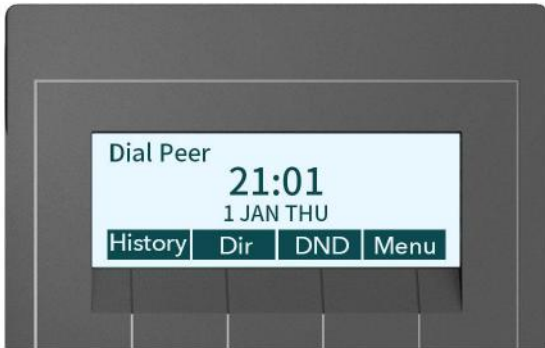 Dial Peer
21:01
1 JAN THU
History Dir DND Menu